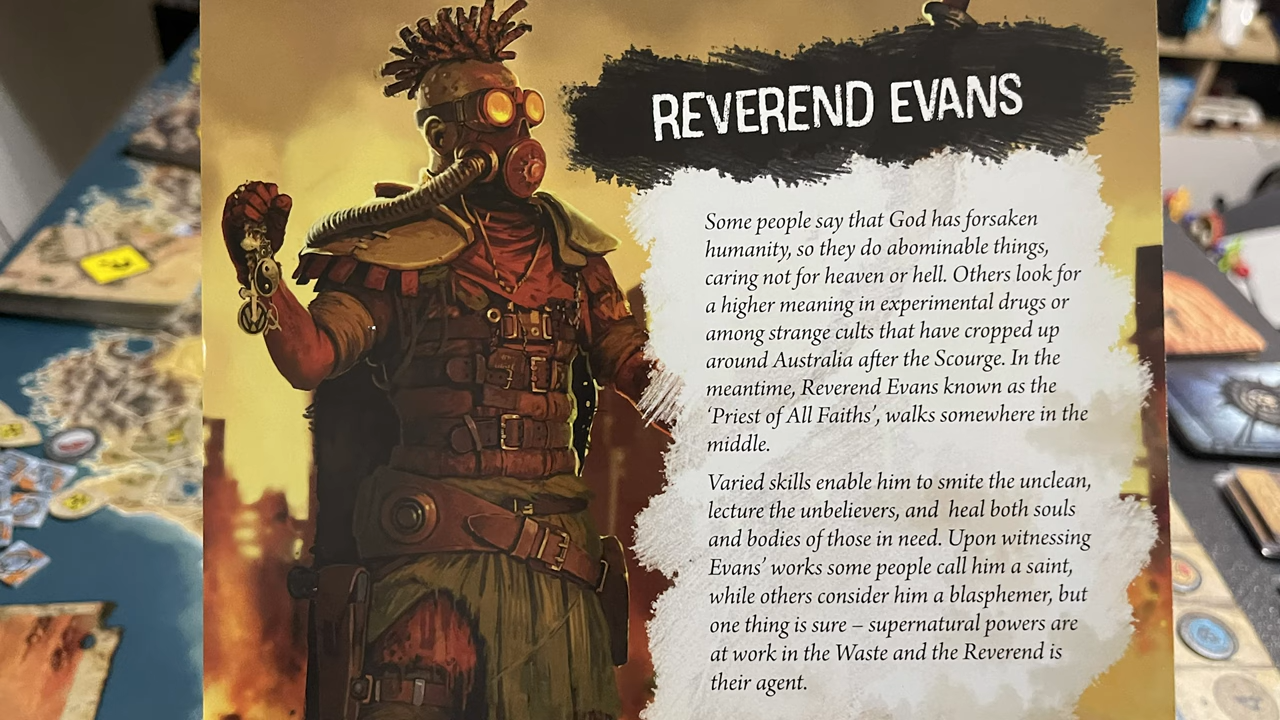 REVEREND EVANS
Some people say that God has forsaken
humanity, so they do abominable things,
caring not for heaven or hell. Others look for
a higher meaning in experimental drugs or
among strange cults that have cropped up
around Australia after the Scourge. In the
meantime, Reverend Evans known as the
‘Priest of All Faiths’, walks somewhere in the
middle.
Varied skills enable him to smite the unclean,
lecture the unbelievers, and heal both souls
and bodies of those in need. Upon witnessing
Evans’ works some people call him a saint,
while others consider him a blasphemer, but
one thing is sure – supernatural powers are
at work in the Waste and the Reverend is
their agent.